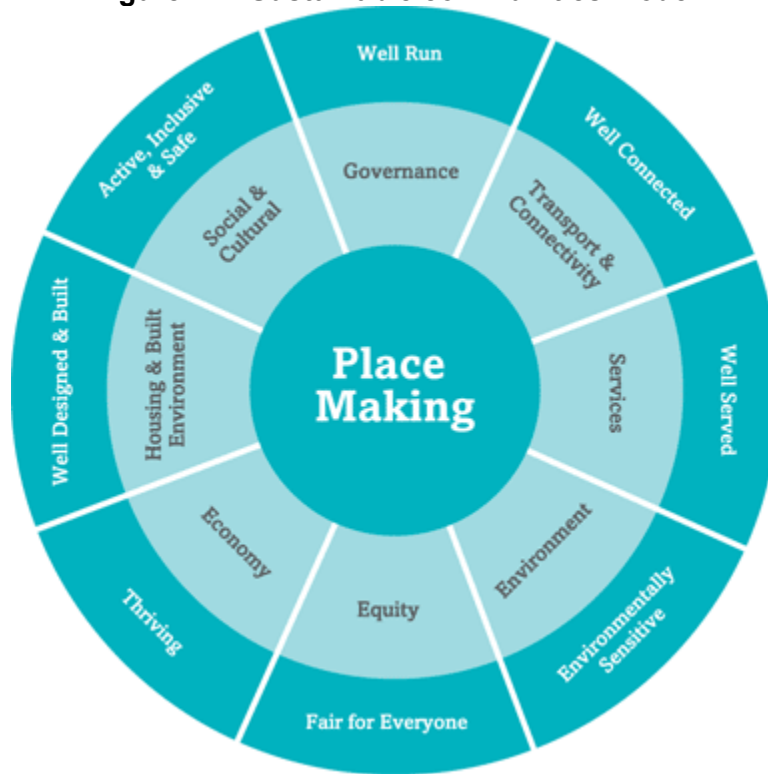 Well Run
Governance
Well Connected
Transport &
Connectivity
Well Served
Services
Environmentally
Sensitive
Environment
Fair for Everyone
Equity
Thriving
Economy
Well Designed & Built
Housing & Built
Environment
Active, Inclusive
& Safe
Social &
Cultural
Place
Making